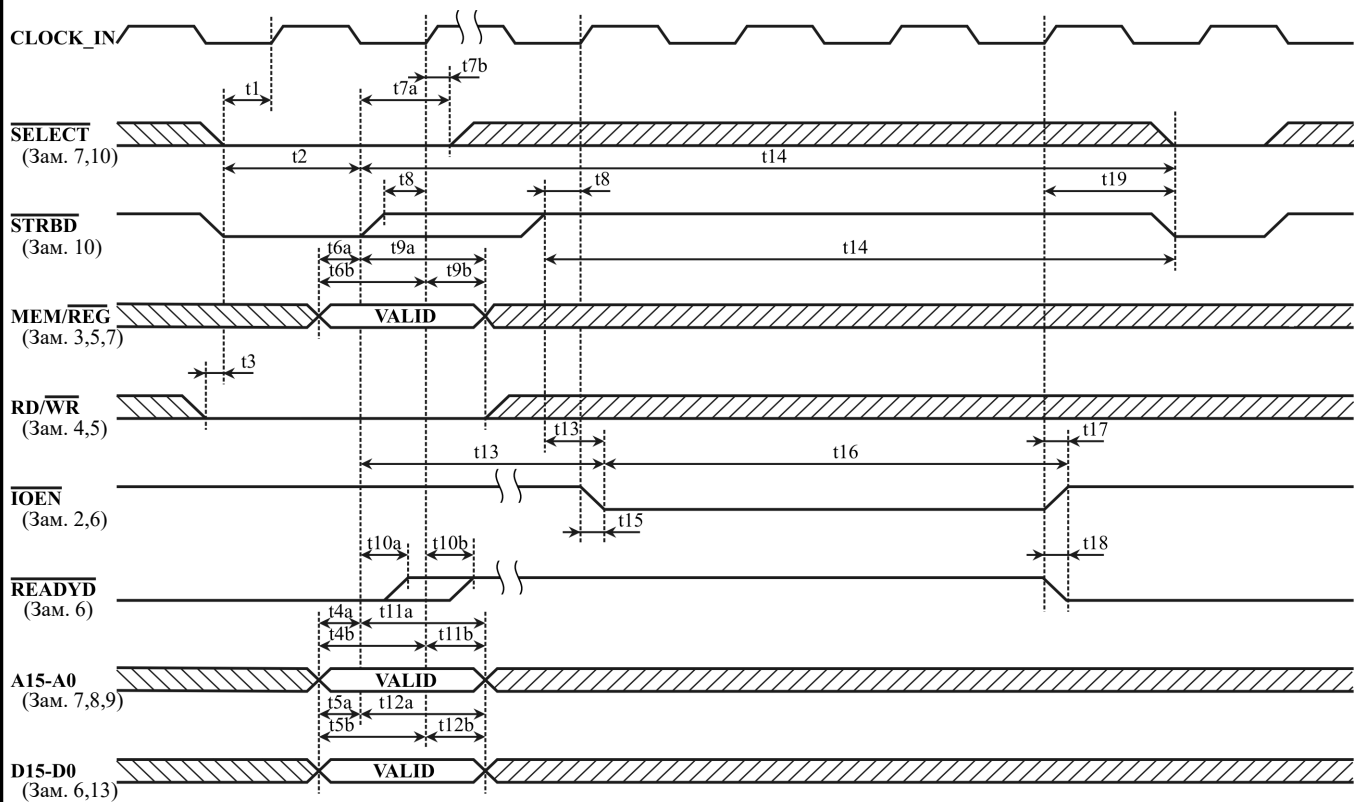 CLOCK_IN
t7b
t1
t7a
SELECT
(Зам. 7,10)
t2
t14
t8
t8
t19
STRBD
(Зам. 10)
t6a
t9a
t14
t6b
t9b
MEM/REG
VALID
(Зам. 3,5,7)
t3
RD/WR
(Зам. 4,5)
t13
t17
t13
t16
IOEN
(Зам. 2,6)
t15
t10a
t10b
t18
READYD
(Зам. 6)
t4a
t11a
t4b
t11b
A15-A0
VALID
(Зам. 7,8,9)
t5a
t12a
t5b
t12b
D15-D0
VALID
(Зам. 6,13)